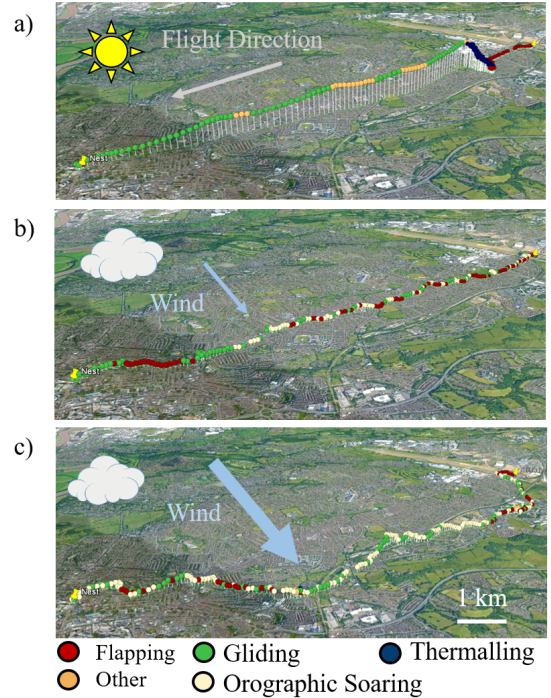 a)
Flight Direction
Nest
b)
Wind
Nest
c)
Wind
Nest
1 km
Flapping
Gliding
Thermalling
Other
Orographic Soaring